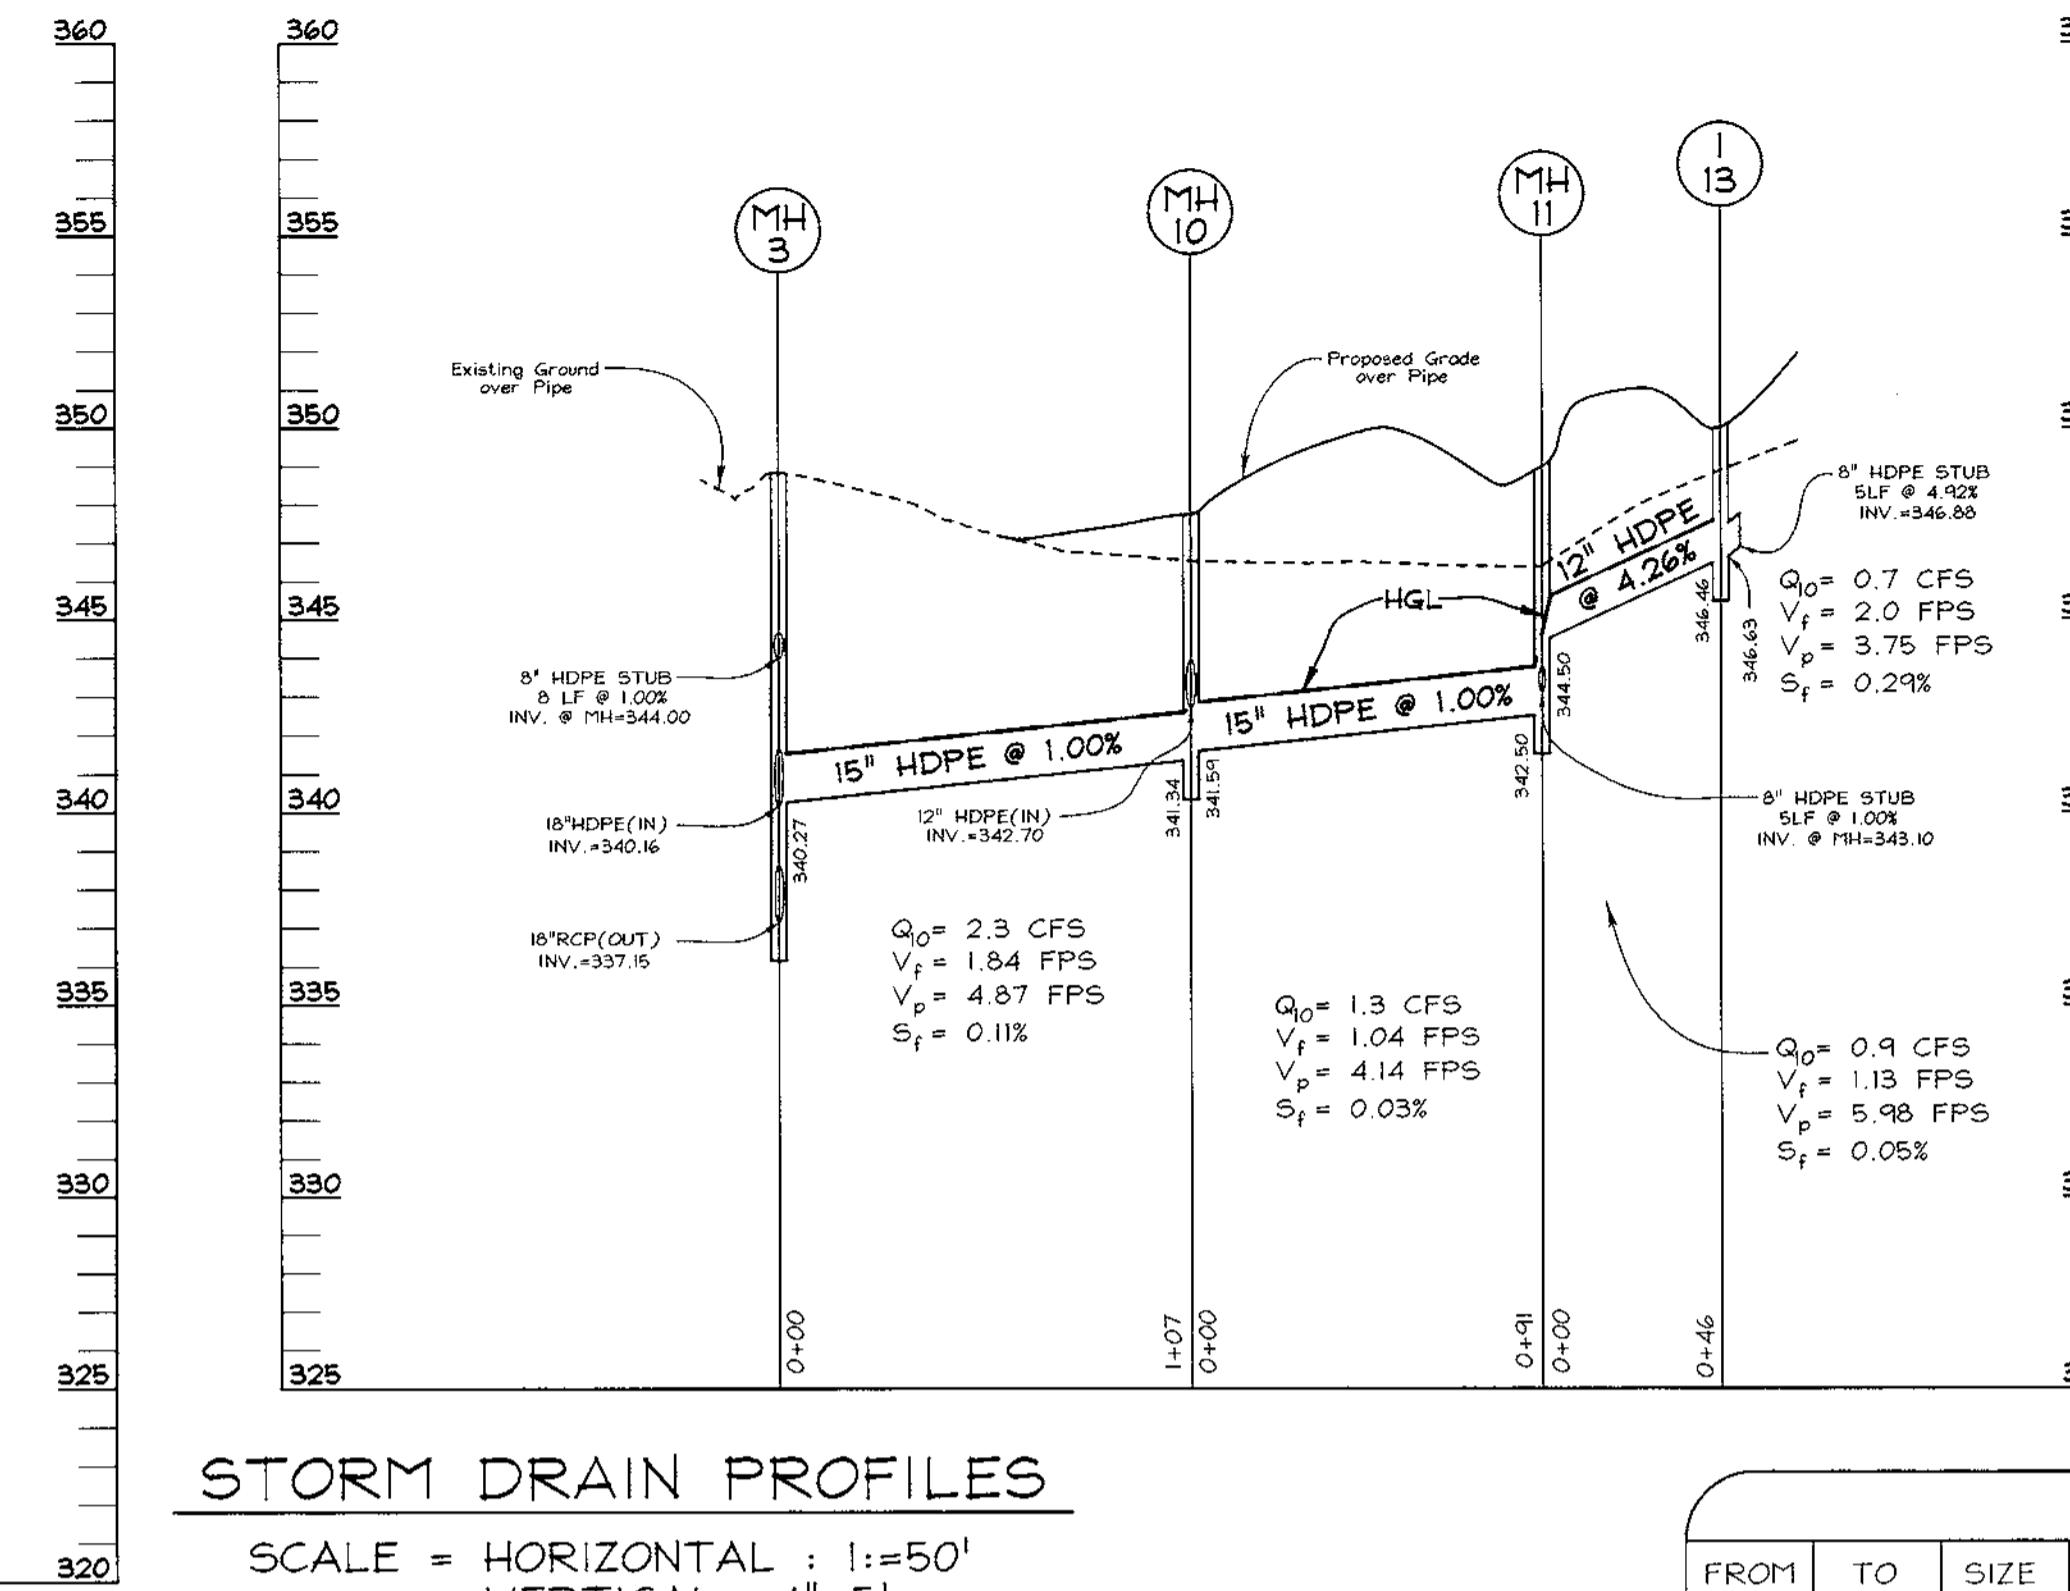 360
355
350
345
340
335
330
325
320
360
355
350
345
340
335
330
325
MH
3
MH
10
MH
11
I
13
Existing Ground
over Pipe
Proposed Grade
over Pipe
8" HDPE STUB
5LF @ 4.92%
INV.=346.88
12" HDPE
@ 4.26%
HGL
346.46
346.63
Q10= 0.7 CFS
Vf = 2.0 FPS
Vp = 3.75 FPS
Sf = 0.29%
8" HDPE STUB
8 LF @ 1.00%
INV. @ MH=344.00
15" HDPE @ 1.00%
15" HDPE @ 1.00%
344.50
342.50
341.34
341.59
340.27
18"HDPE(IN)
INV.=340.16
12" HDPE(IN)
INV.=342.70
8" HDPE STUB
5LF @ 1.00%
INV. @ MH=343.10
18"RCP(OUT)
INV.=337.15
Q10= 2.3 CFS
Vf = 1.84 FPS
Vp = 4.87 FPS
Sf = 0.11%
Q10= 1.3 CFS
Vf = 1.04 FPS
Vp = 4.14 FPS
Sf = 0.03%
Q10= 0.9 CFS
Vf = 1.13 FPS
Vp = 5.98 FPS
Sf = 0.05%
0+00
1+07
0+00
0+91
0+00
0+46
STORM DRAIN PROFILES
SCALE = HORIZONTAL : 1:=50'
FROM TO SIZE